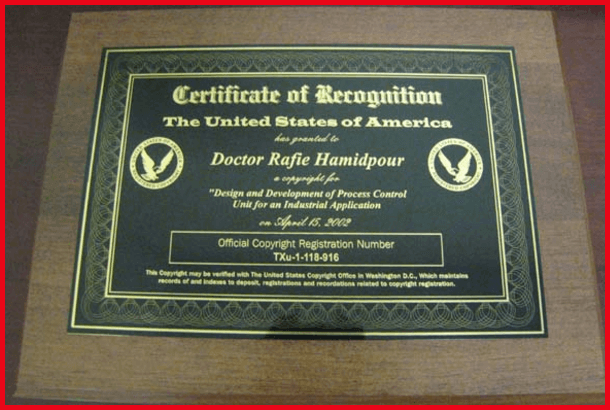 Certificate of Recognition
The United States of America
has granted to
Doctor Rafie Hamidpour
a copyright for
"Design and Development of Process Control
Unit for an Industrial Application
on April 15, 2002
Official Copyright Registration Number
TXu-1-118-916
This Copyright may be verified with The United States Copyright Office in Washington D.C., Which maintains
records of and indexes to deposit, registrations and recordations related to copyright registration.